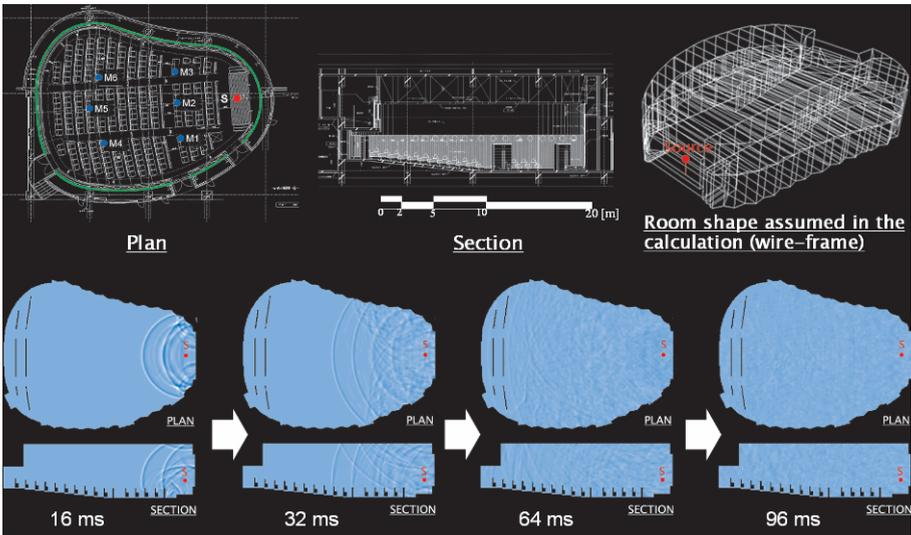 M6
M3
M5
M2
S
M4
M1
Source
0 2 5 10 20 [m]
Plan
Section
Room shape assumed in the
calculation (wire-frame)
S
S
S
S
PLAN
PLAN
PLAN
PLAN
S
S
S
S
SECTION
SECTION
SECTION
SECTION
16 ms
32 ms
64 ms
96 ms